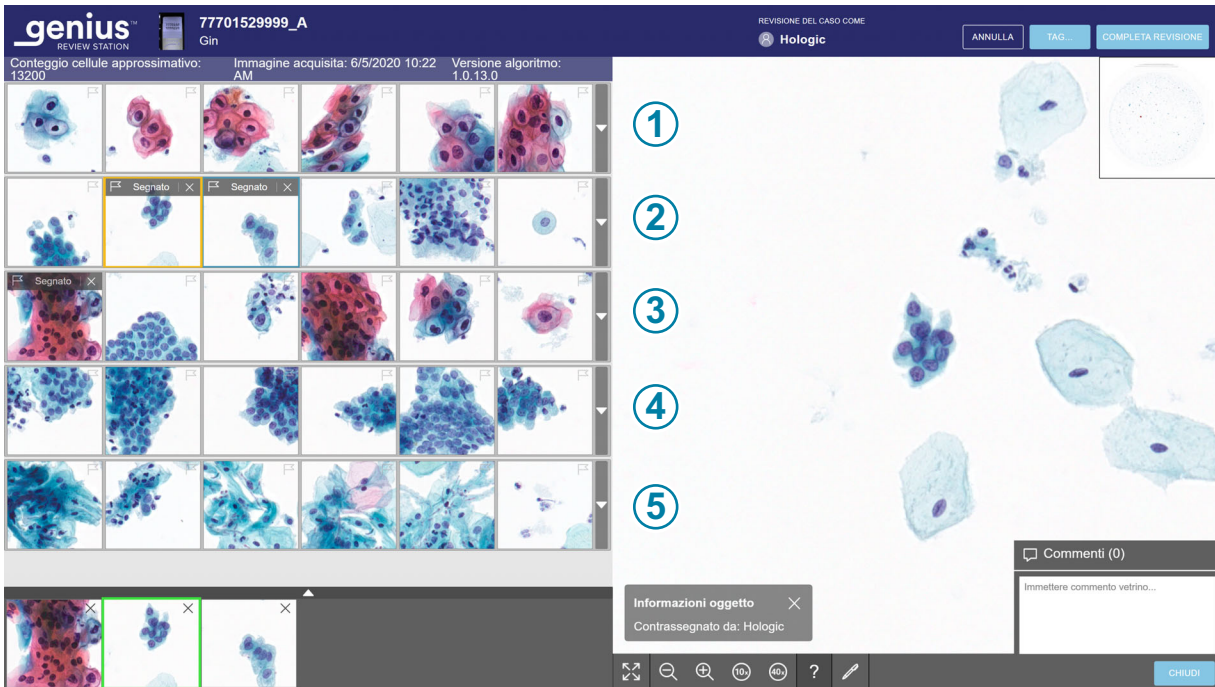 genius™
REVIEW STATION
77701529999_A
Gin
REVISIONE DEL CASO COME
Hologic
ANNULLA
TAG...
COMPLETA REVISIONE
Conteggio cellule approssimativo: 13200
Immagine acquisita: 6/5/2020 10:22 AM
Versione algoritmo: 1.0.13.0
1
Segnato
Segnato
2
Segnato
3
4
5
Commenti (0)
Immettere commento vetrino...
Informazioni oggetto
Contrassegnato da: Hologic
10x
40x
?
CHIUDI